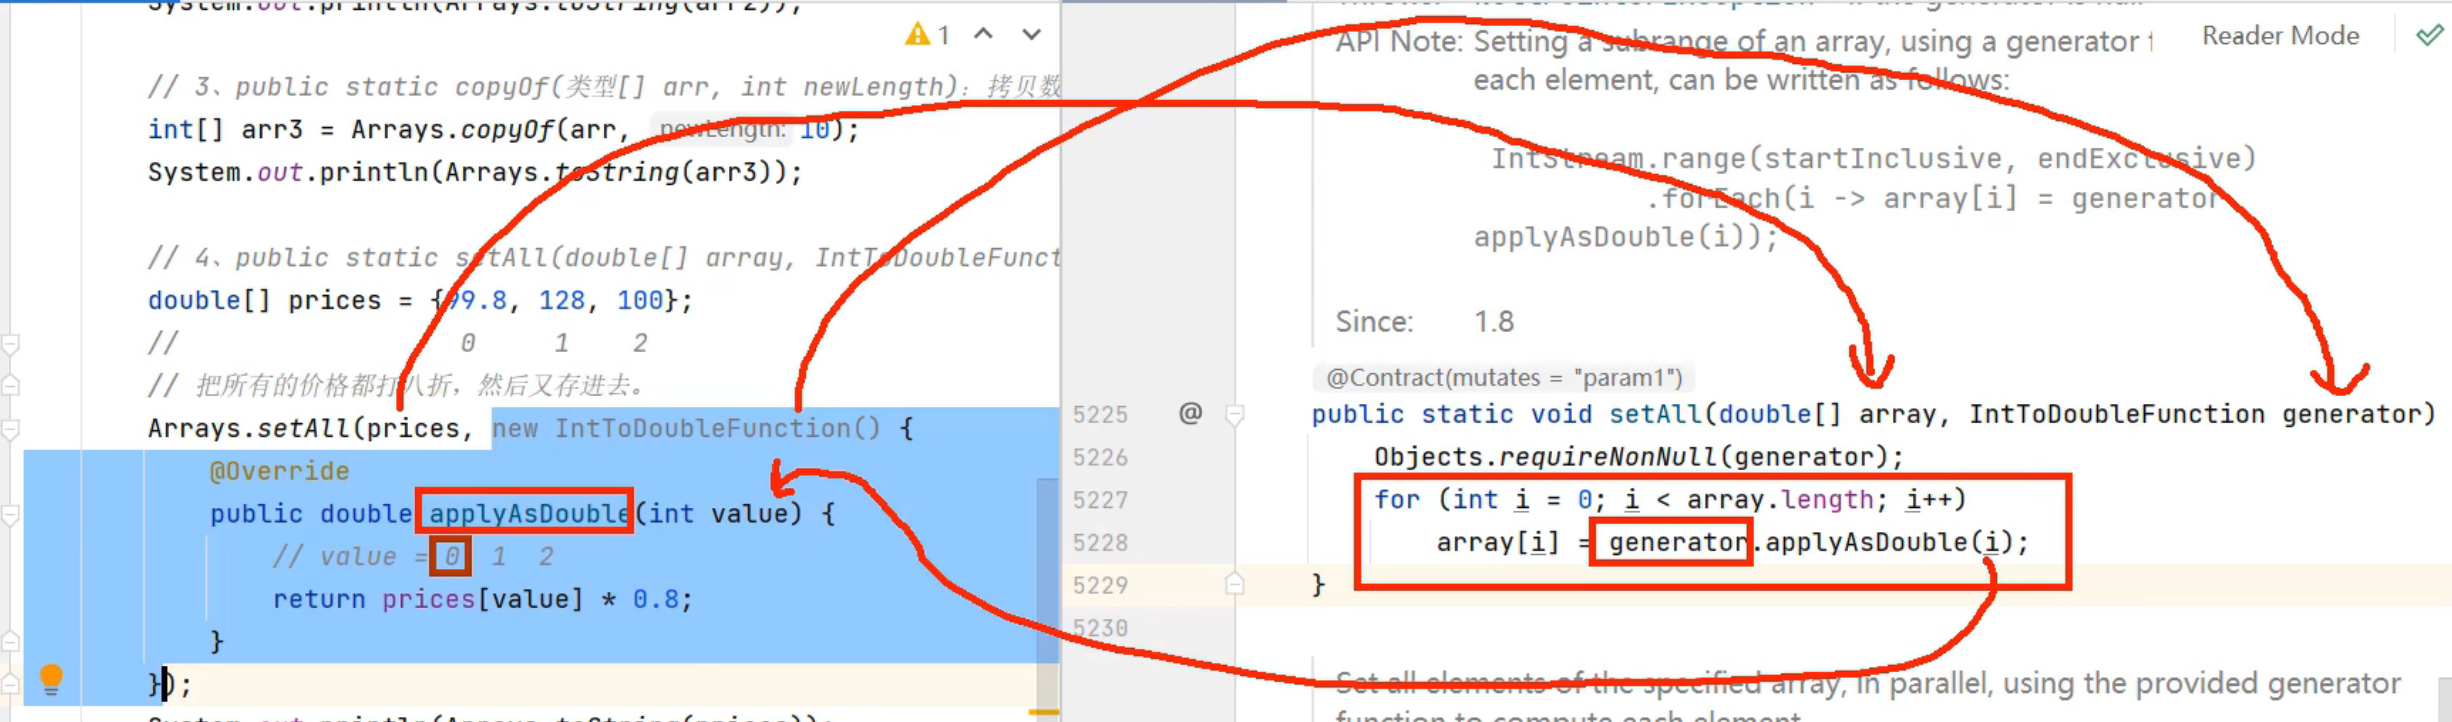 System.out.println(Arrays.toString(arr2));
1
// 3、public static copyOf(类型[] arr, int newLength): 拷贝数
int[] arr3 = Arrays.copyOf(arr, newLength: 10);
System.out.println(Arrays.toString(arr3));
// 4、public static setAll(double[] array, IntToDoubleFunct
double[] prices = {99.8, 128, 100};
// 0 1 2
// 把所有的价格都打八折，然后又存进去。
Arrays.setAll(prices, new IntToDoubleFunction() {
@Override
public double applyAsDouble(int value) {
// value = 0 1 2
return prices[value] * 0.8;
}
});
System.out.println(Arrays.toString(prices));
API Note: Setting a subrange of an array, using a generator f
each element, can be written as follows:
Reader Mode
IntStream.range(startInclusive, endExclusive)
.forEach(i -> array[i] = generator
applyAsDouble(i));
Since: 1.8
@Contract(mutates = "param1")
5225 @ public static void setAll(double[] array, IntToDoubleFunction generator)
5226 Objects.requireNonNull(generator);
5227 for (int i = 0; i < array.length; i++)
5228 array[i] = generator.applyAsDouble(i);
5229 }
5230
Set all elements of the specified array, in parallel, using the provided generator
function to compute each element